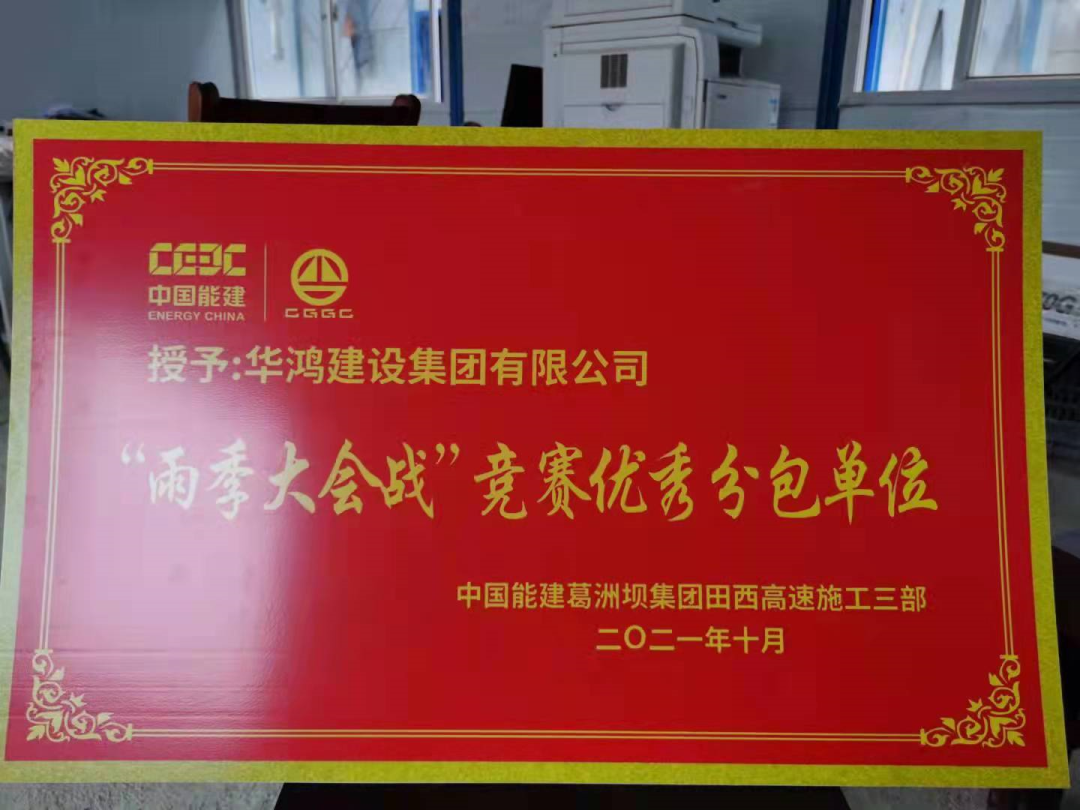 CEEC
中国能建
ENERGY CHINA
CGGC
授予:华鸿建设集团有限公司
“雨季大会战”竞赛优秀分包单位
中国能建葛洲坝集团田西高速施工三部
二〇二一年十月